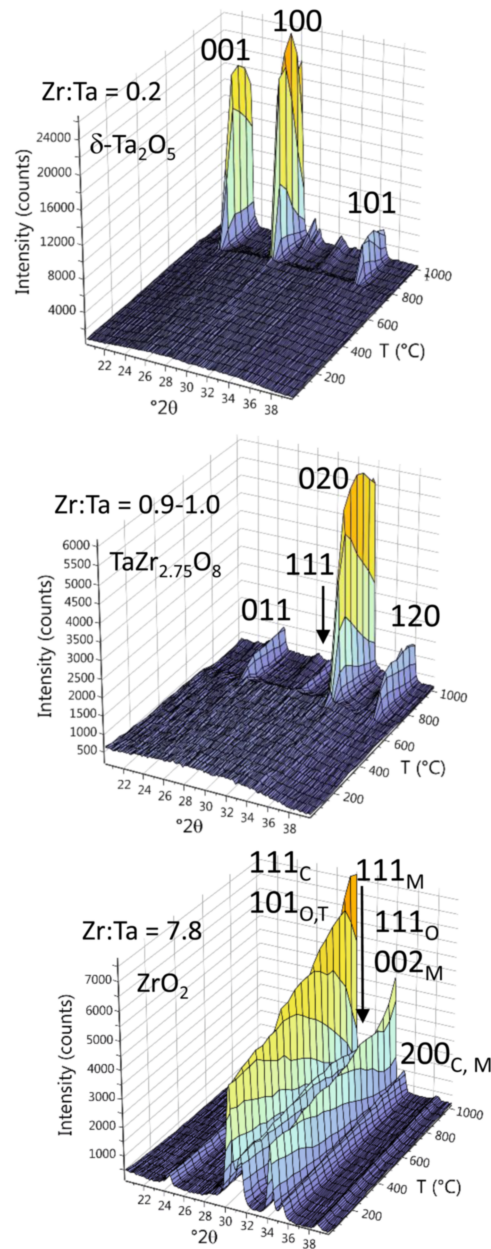 100
001
Zr:Ta = 0.2
δ-Ta₂O₅
101
Intensity (counts)
24000
20000
16000
12000
8000
4000
22 24 26 28 30 32 34 36 38
°2θ
200 400 600 800 1000
T (°C)
020
Zr:Ta = 0.9-1.0
TaZr₂.₇₅O₈
111
011
120
Intensity (counts)
6000
5500
5000
4500
4000
3500
3000
2500
2000
1500
1000
500
22 24 26 28 30 32 34 36 38
°2θ
200 400 600 800 1000
T (°C)
111C 111M
101O,T
111O
Zr:Ta = 7.8
002M
ZrO₂
200C, M
Intensity (counts)
7000
6000
5000
4000
3000
2000
1000
22 24 26 28 30 32 34 36 38
°2θ
200 400 600 800 1000
T (°C)